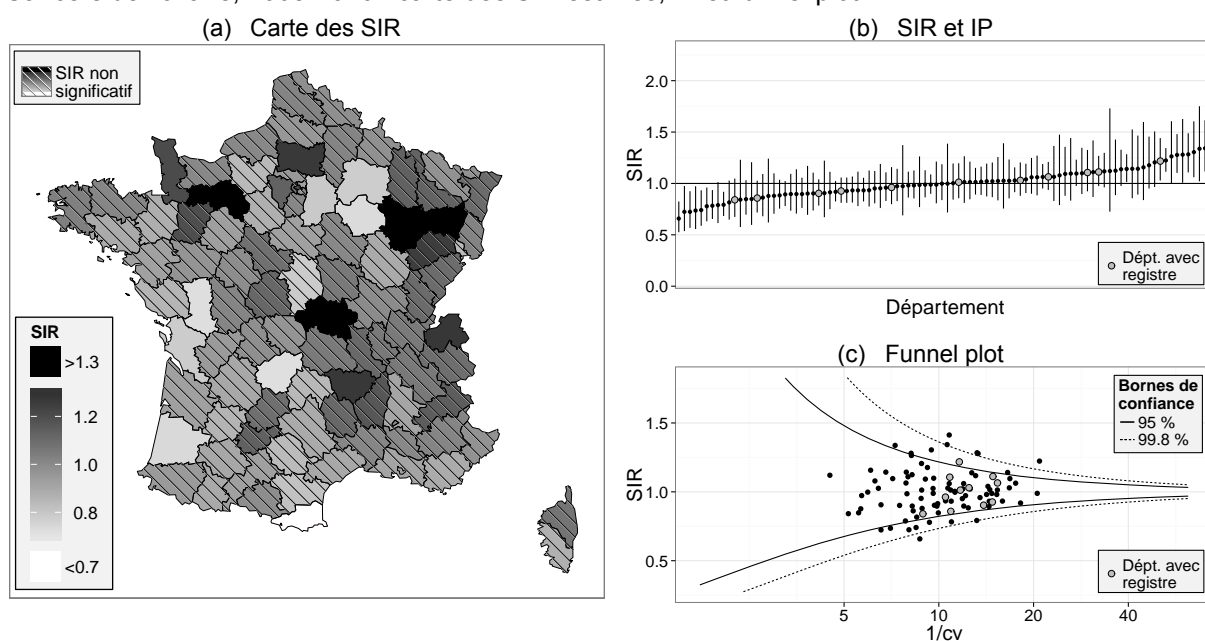 (a) Carte des SIR
SIR non
significatif
SIR
>1.3
1.2
1.0
0.8
<0.7
(b) SIR et IP
SIR
2.0
1.5
1.0
0.5
0.0
Dépt. avec
registre
Département
(c) Funnel plot
SIR
1.5
1.0
0.5
Bornes de
confiance
95 %
99.8 %
Dépt. avec
registre
5
10
20
40
1/cv